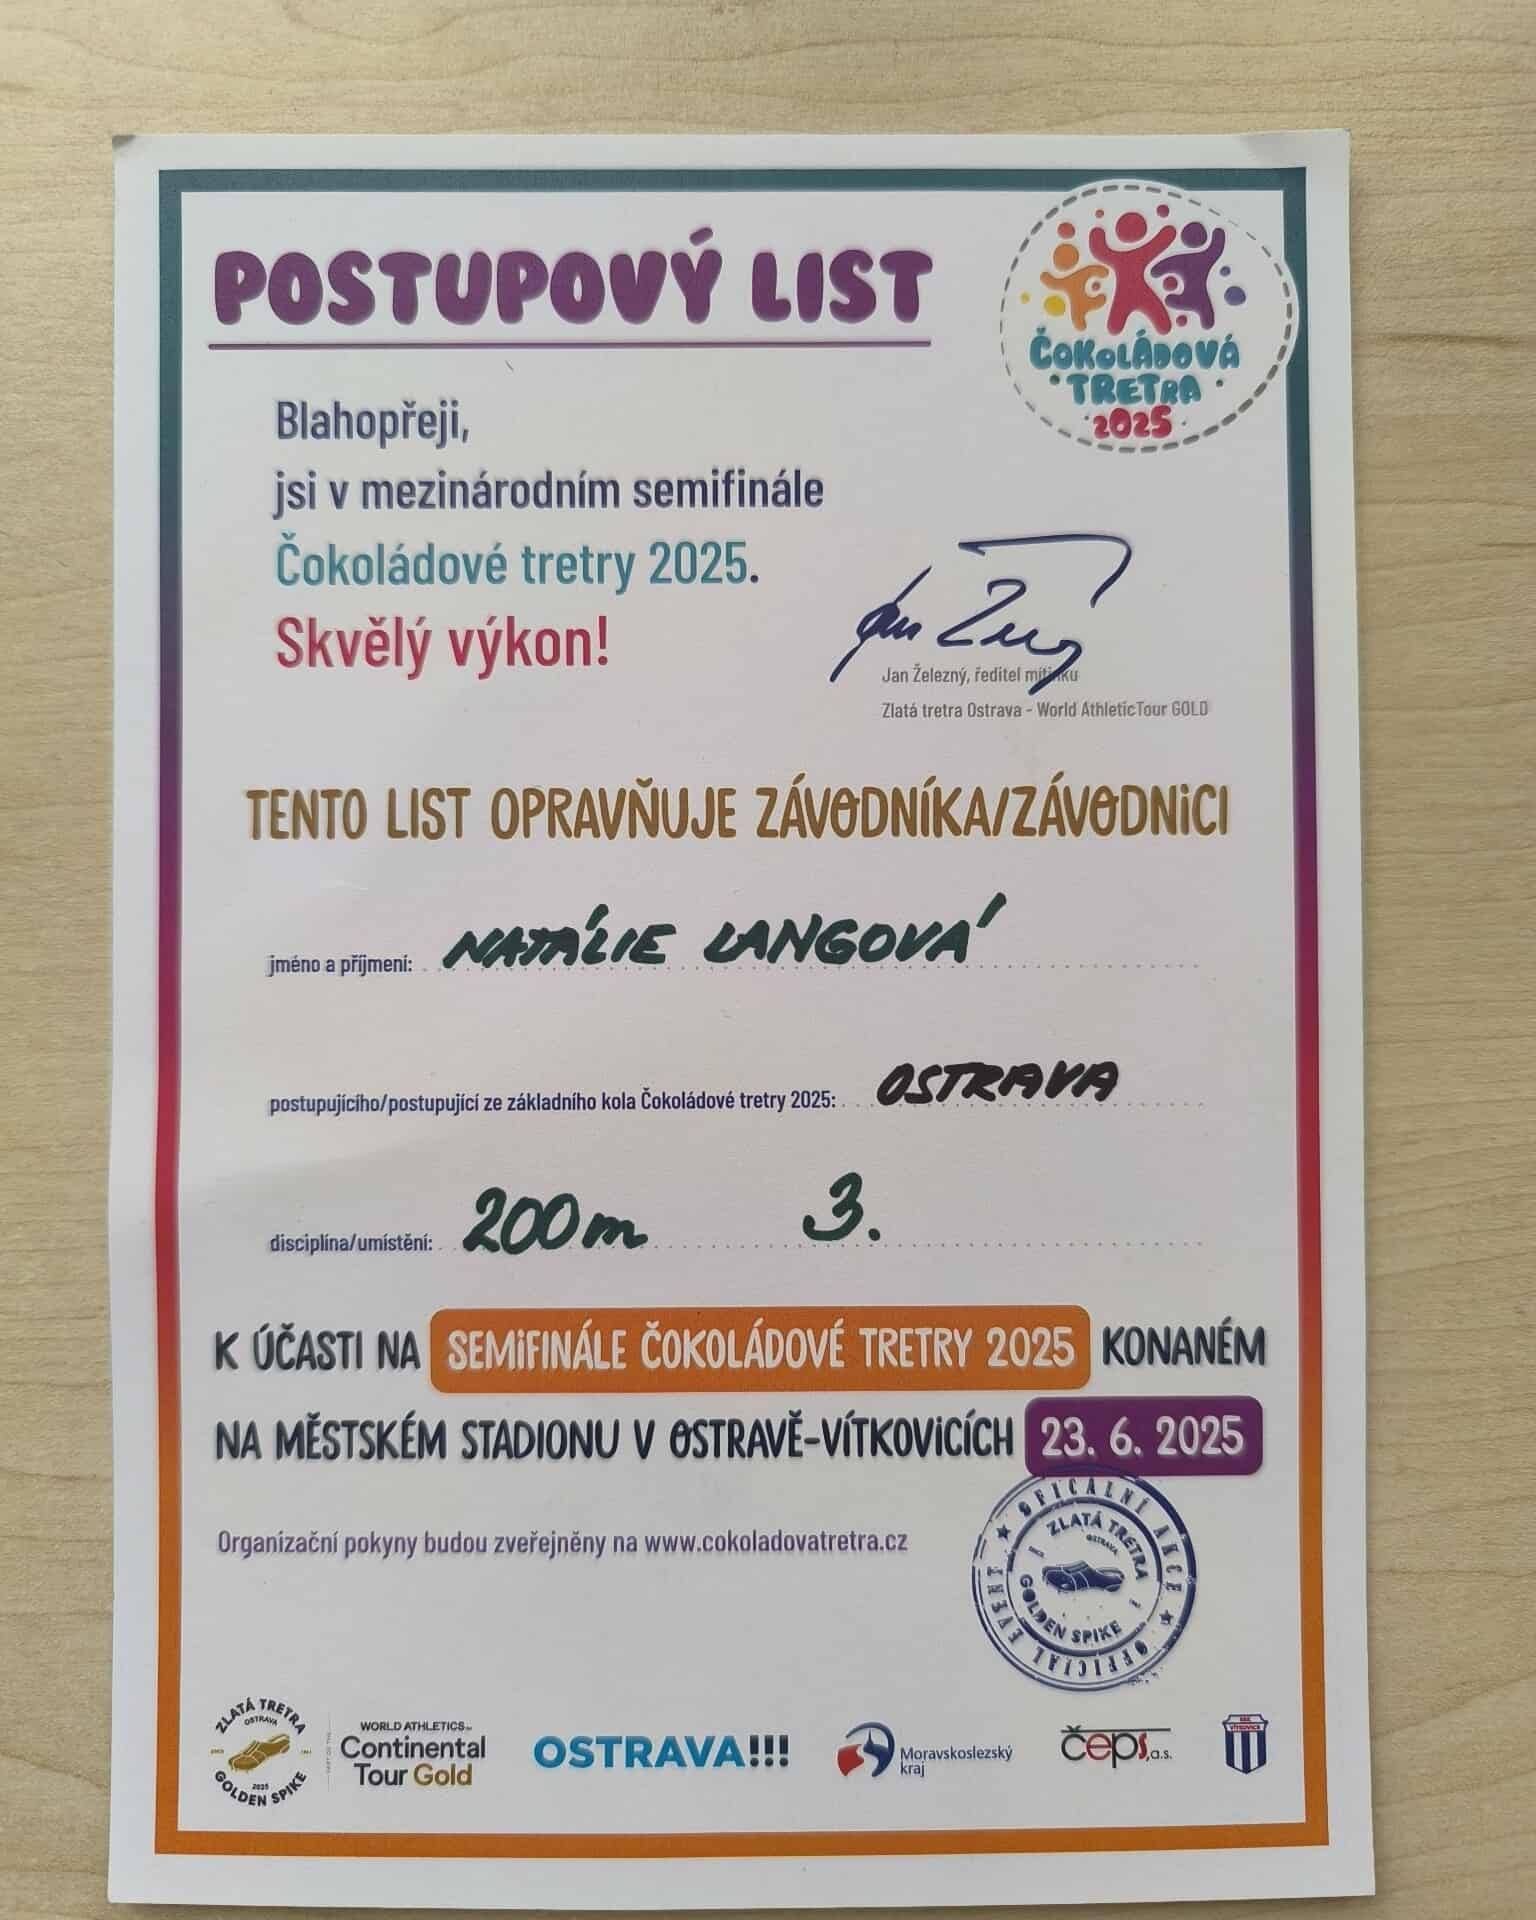 POSTUPOVÝ LIST
ČOKOLÁDOVÁ
TRETRA
2025
Blahopřeji,
jsi v mezinárodním semifinále
Čokoládové tretry 2025.
Skvělý výkon!
Jan Železný, ředitel mítinku
Zlatá tretra Ostrava - World AthleticTour GOLD
TENTO LIST OPRAVŇUJE ZÁVODNÍKA/ZÁVODNICI
jméno a příjmení: NATÁLIE LANGOVÁ
postupujícího/postupující ze základního kola Čokoládové tretry 2025: OSTRAVA
disciplína/umístění: 200m 3.
K ÚČASTI NA SEMIFINÁLE ČOKOLÁDOVÉ TRETRY 2025 KONANÉM
NA MĚSTSKÉM STADIONU V OSTRAVĚ-VÍTKOVICÍCH 23. 6. 2025
Organizační pokyny budou zveřejněny na www.cokoladovatretra.cz
OFICÁLNÍ AKCE
OFFICIAL EVENT
ZLATÁ TRETRA
OSTRAVA
GOLDEN SPIKE
ZLATÁ TRETRA
OSTRAVA
2025
GOLDEN SPIKE
WORLD ATHLETICS
Continental
Tour Gold
OSTRAVA!!!
Moravskoslezský
kraj
čeps,a.s.
VÍTKOVICE